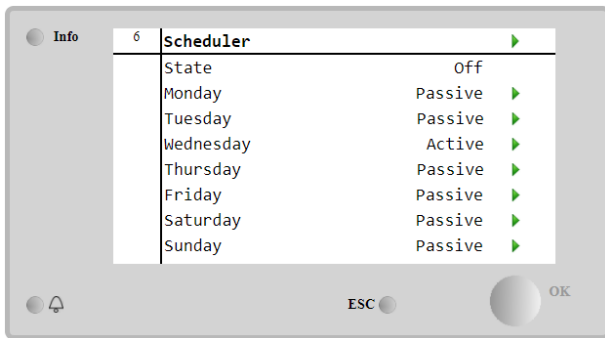 Info
6 Scheduler
State Off
Monday Passive
Tuesday Passive
Wednesday Active
Thursday Passive
Friday Passive
Saturday Passive
Sunday Passive
ESC
OK